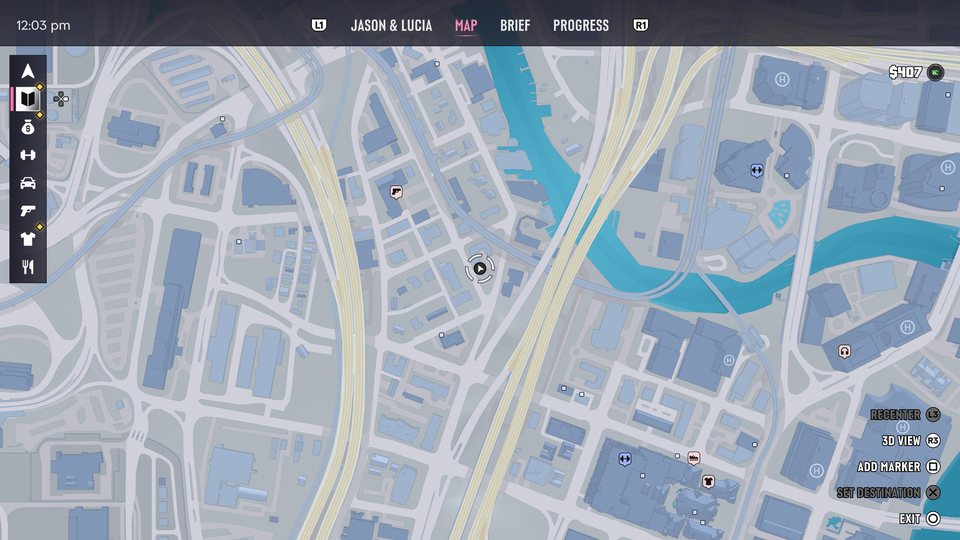 12:03 pm
L1 JASON & LUCIA MAP BRIEF PROGRESS R1
$407
H
H
H
H
H
H
RECENTER L3
3D VIEW R3
ADD MARKER
SET DESTINATION
EXIT